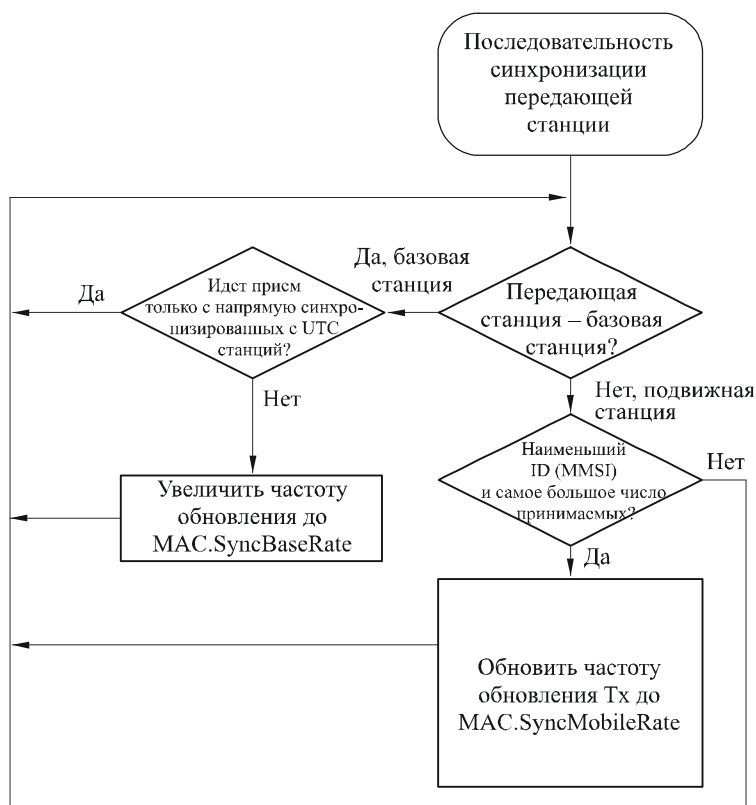 Последовательность
синхронизации
передающей
станции
Да, базовая
станция
Передающая
станция – базовая
станция?
Идет прием
только с напрямую синхро-
низированных с UTC
станций?
Да
Нет
Увеличить частоту
обновления до
MAC.SyncBaseRate
Нет, подвижная
станция
Наименьший
ID (MMSI)
и самое большое число
принимаемых?
Нет
Да
Обновить частоту
обновления Tx до
MAC.SyncMobileRate